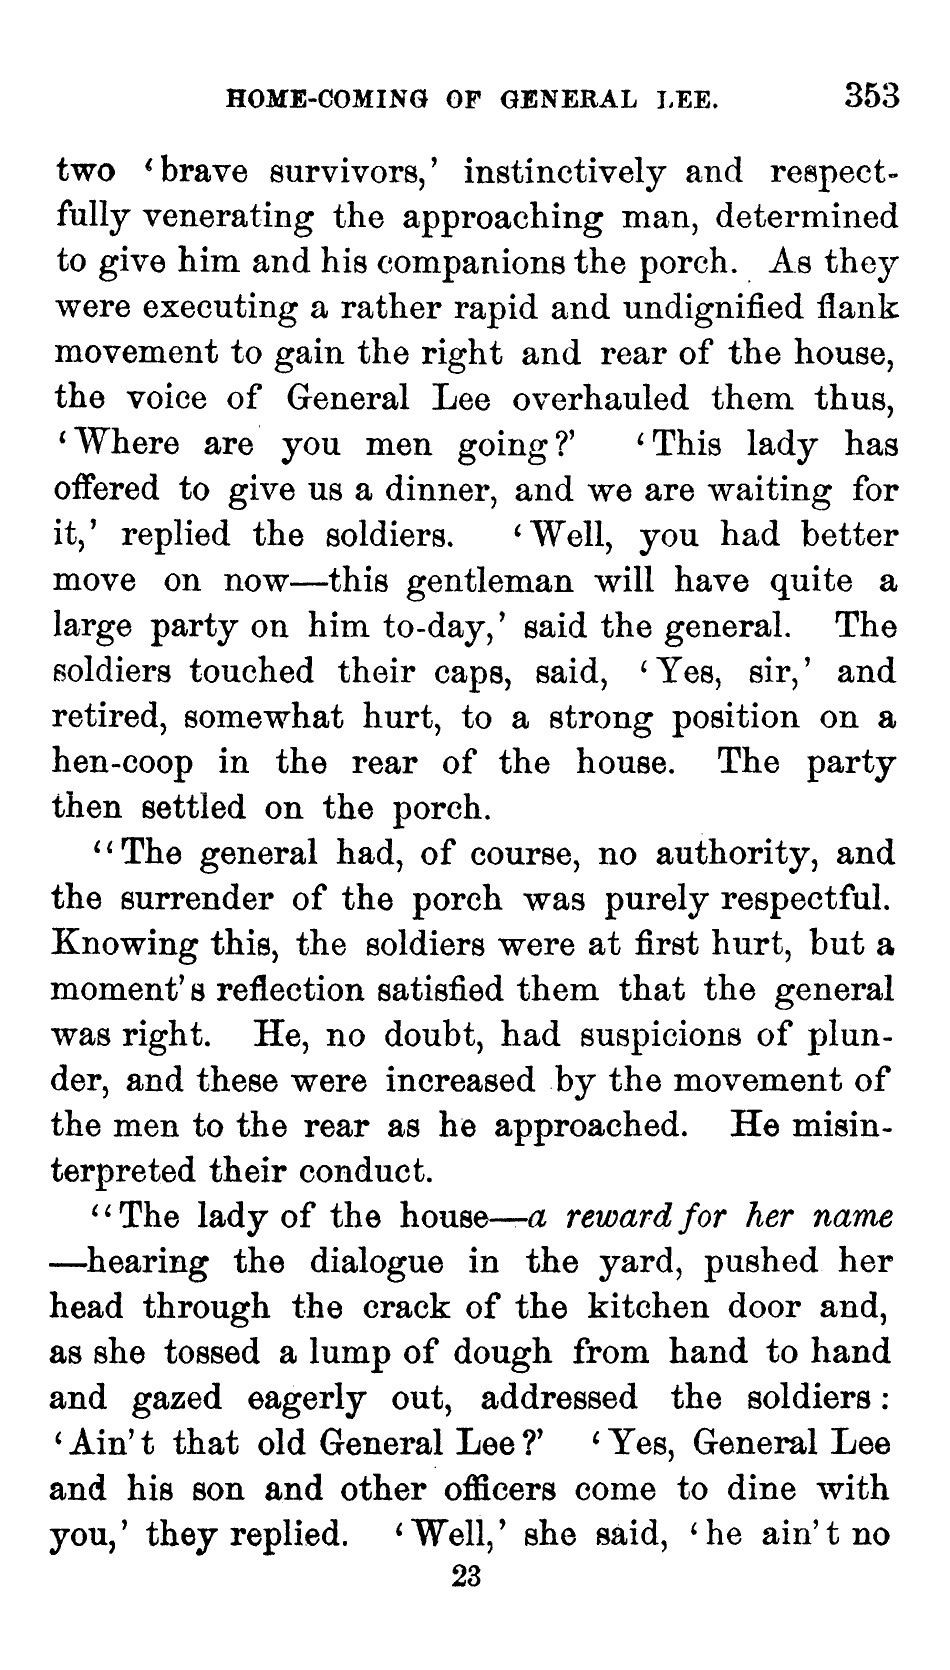 HOME-COMING OF GENERAL LEE. 353
two ‘brave survivors,’ instinctively and respect-
fully venerating the approaching man, determined
to give him and his companions the porch. As they
were executing a rather rapid and undignified flank
movement to gain the right and rear of the house,
the voice of General Lee overhauled them thus,
‘Where are you men going?’ ‘This lady has
offered to give us a dinner, and we are waiting for
it,’ replied the soldiers. ‘Well, you had better
move on now—this gentleman will have quite a
large party on him to-day,’ said the general. The
soldiers touched their caps, said, ‘Yes, sir,’ and
retired, somewhat hurt, to a strong position on a
hen-coop in the rear of the house. The party
then settled on the porch.
“The general had, of course, no authority, and
the surrender of the porch was purely respectful.
Knowing this, the soldiers were at first hurt, but a
moment’s reflection satisfied them that the general
was right. He, no doubt, had suspicions of plun-
der, and these were increased by the movement of
the men to the rear as he approached. He misin-
terpreted their conduct.
“The lady of the house—a reward for her name
—hearing the dialogue in the yard, pushed her
head through the crack of the kitchen door and,
as she tossed a lump of dough from hand to hand
and gazed eagerly out, addressed the soldiers:
‘Ain’t that old General Lee?’ ‘Yes, General Lee
and his son and other officers come to dine with
you,’ they replied. ‘Well,’ she said, ‘he ain’t no
23